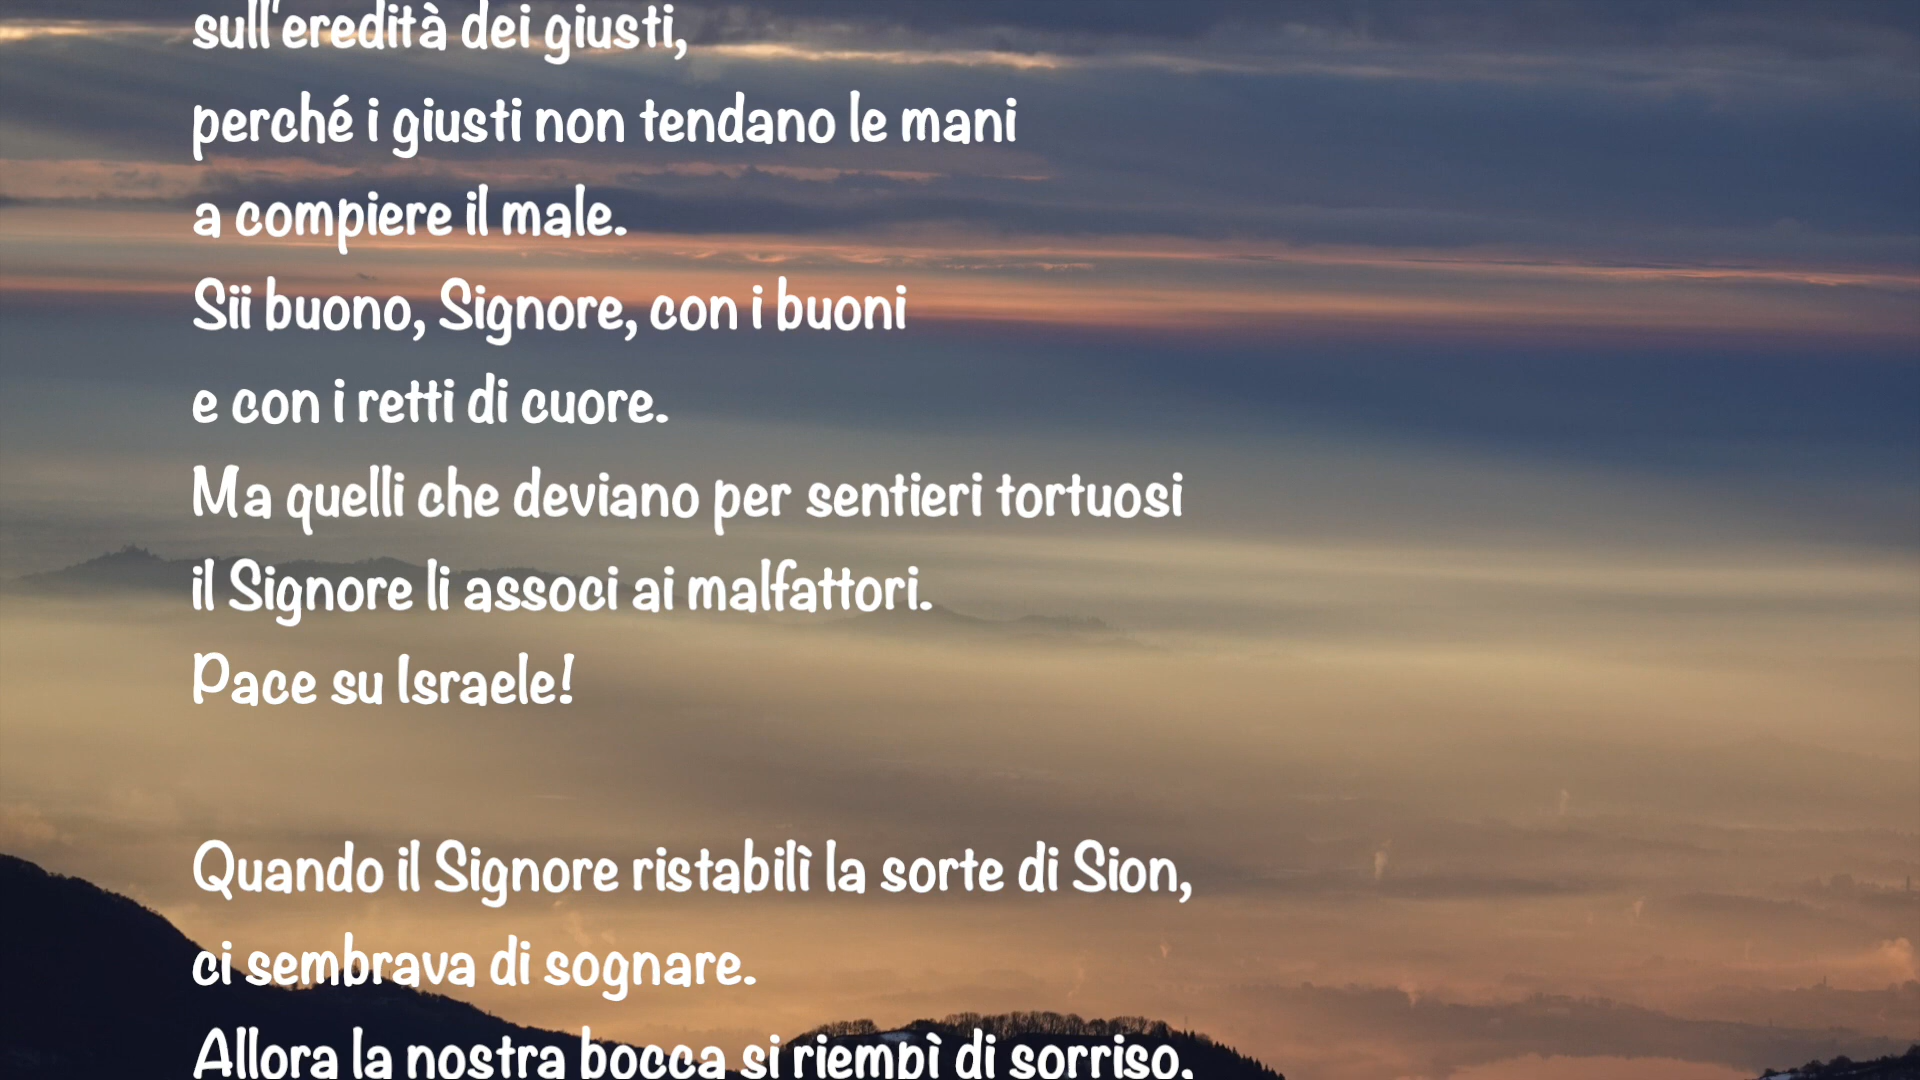 sull'eredità dei giusti,
perché i giusti non tendano le mani
a compiere il male.
Sii buono, Signore, con i buoni
e con i retti di cuore.
Ma quelli che deviano per sentieri tortuosi
il Signore li associ ai malfattori.
Pace su Israele!
Quando il Signore ristabilì la sorte di Sion,
ci sembrava di sognare.
Allora la nostra bocca si riempì di sorriso,